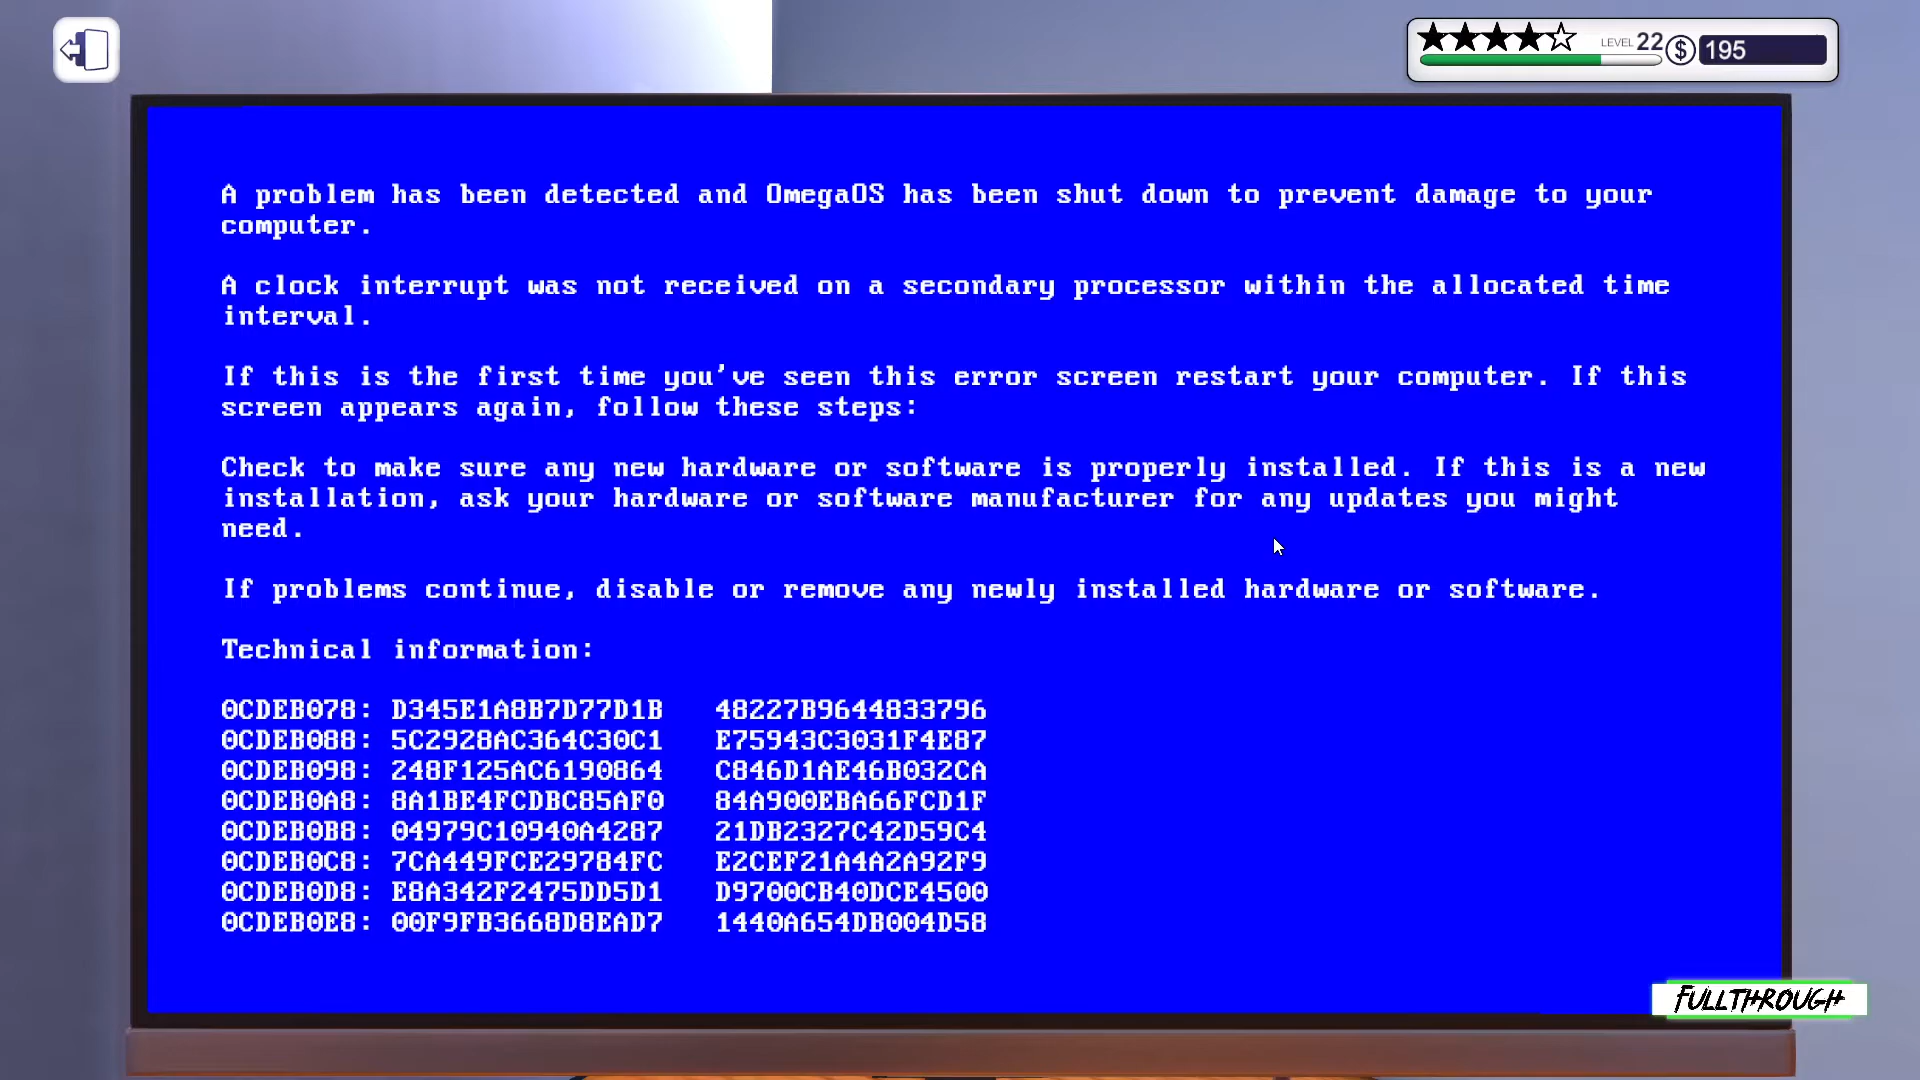 LEVEL 22 $ 195
A problem has been detected and OmegaOS has been shut down to prevent damage to your
computer.
A clock interrupt was not received on a secondary processor within the allocated time
interval.
If this is the first time you've seen this error screen restart your computer. If this
screen appears again, follow these steps:
Check to make sure any new hardware or software is properly installed. If this is a new
installation, ask your hardware or software manufacturer for any updates you might
need.
If problems continue, disable or remove any newly installed hardware or software.
Technical information:
0CDEB078: D345E1A8B7D77D1B 48227B9644833796
0CDEB088: 5C2928AC364C30C1 E75943C3031F4E87
0CDEB098: 248F125AC6190864 C846D1AE46B032CA
0CDEB0A8: 8A1BE4FCDBC85AF0 84A900EBA66FCD1F
0CDEB0B8: 04979C10940A4287 21DB2327C42D59C4
0CDEB0C8: 7CA449FCE29784FC E2CEF21A4A2A92F9
0CDEB0D8: E8A342F2475DD5D1 D9700CB40DCE4500
0CDEB0E8: 00F9FB3668D8EAD7 1440A654DB004D58
FULLTHROUGH